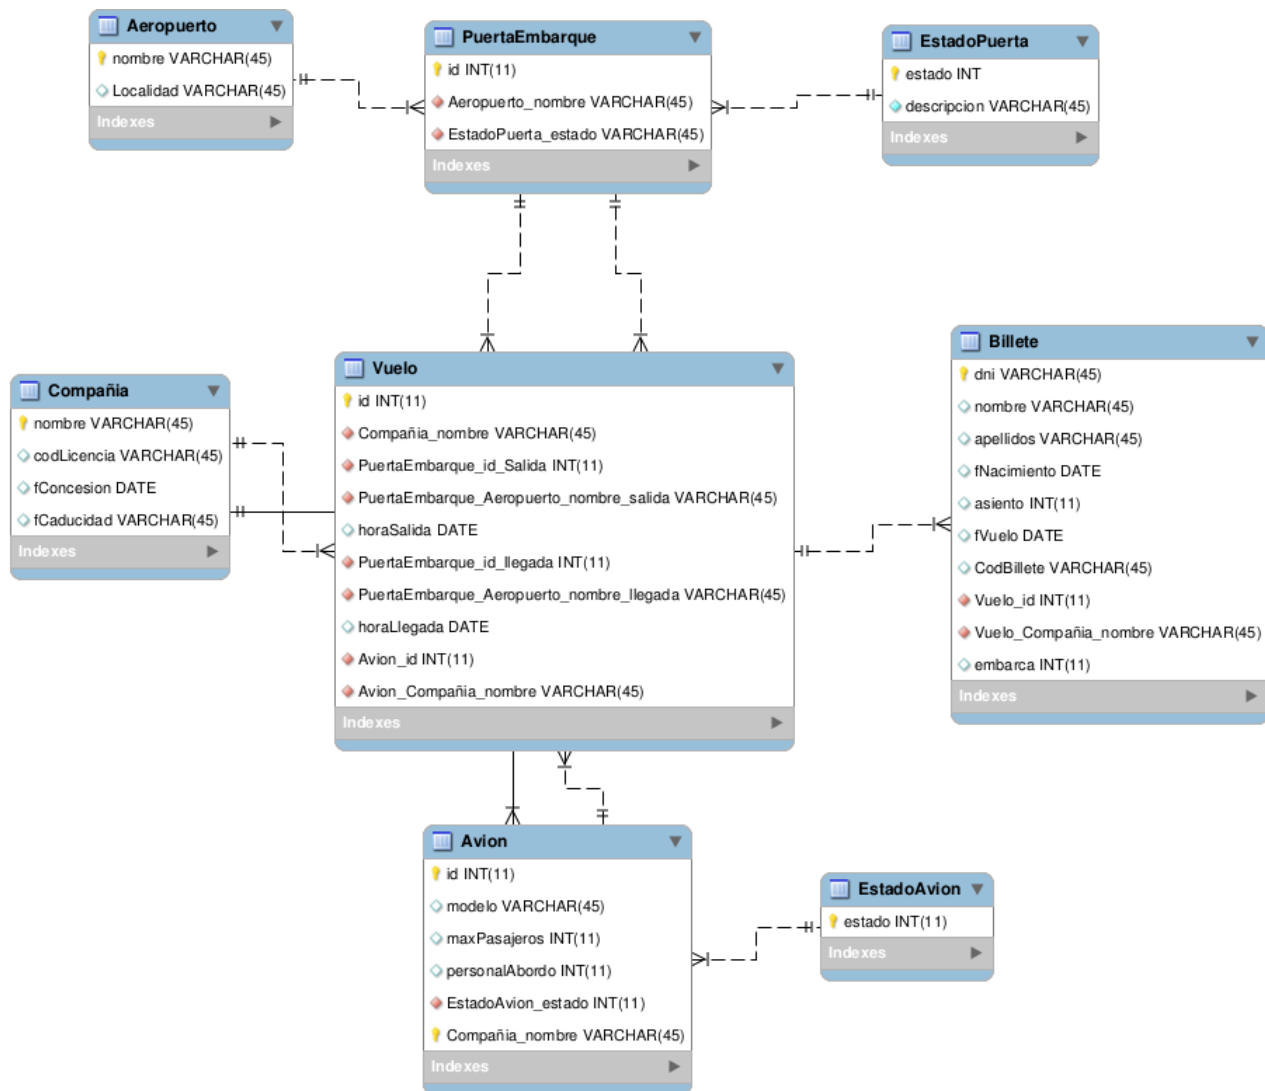 Aeropuerto
nombre VARCHAR(45)
Localidad VARCHAR(45)
Indexes
PuertaEmbarque
id INT(11)
Aeropuerto_nombre VARCHAR(45)
EstadoPuerta_estado VARCHAR(45)
Indexes
EstadoPuerta
estado INT
descripcion VARCHAR(45)
Indexes
Compañia
nombre VARCHAR(45)
codLicencia VARCHAR(45)
fConcesion DATE
fCaducidad VARCHAR(45)
Indexes
Vuelo
id INT(11)
Compañia_nombre VARCHAR(45)
PuertaEmbarque_id_Salida INT(11)
PuertaEmbarque_Aeropuerto_nombre_salida VARCHAR(45)
horaSalida DATE
PuertaEmbarque_id_llegada INT(11)
PuertaEmbarque_Aeropuerto_nombre_llegada VARCHAR(45)
horaLlegada DATE
Avion_id INT(11)
Avion_Compañia_nombre VARCHAR(45)
Indexes
Billete
dni VARCHAR(45)
nombre VARCHAR(45)
apellidos VARCHAR(45)
fNacimiento DATE
asiento INT(11)
fVuelo DATE
CodBillete VARCHAR(45)
Vuelo_id INT(11)
Vuelo_Compañia_nombre VARCHAR(45)
embarca INT(11)
Indexes
Avion
id INT(11)
modelo VARCHAR(45)
maxPasajeros INT(11)
personalAbordo INT(11)
EstadoAvion_estado INT(11)
Compañia_nombre VARCHAR(45)
Indexes
EstadoAvion
estado INT(11)
Indexes